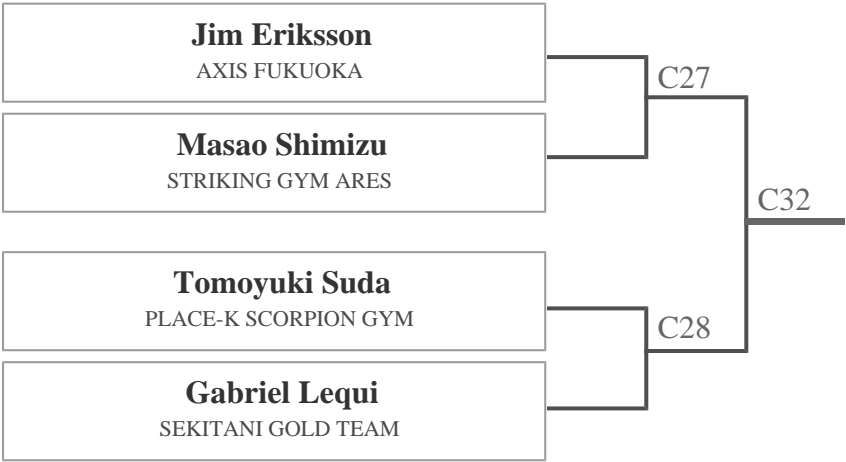 Jim Eriksson
AXIS FUKUOKA
C27
Masao Shimizu
STRIKING GYM ARES
C32
Tomoyuki Suda
PLACE-K SCORPION GYM
C28
Gabriel Lequi
SEKITANI GOLD TEAM